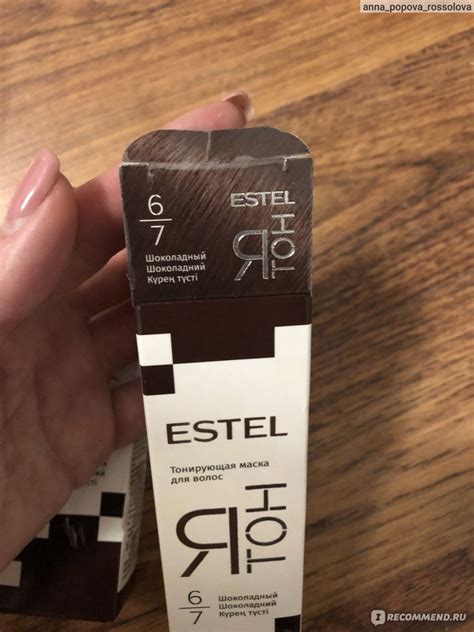 anna_popova_rossolova
6
7
ESTEL
Я
ТОН
Шоколадный
Шоколадний
Күрең түсті
ESTEL
Тонирующая маска
для волос
Я
ТОН
6
7
Шоколадный
Шоколадний
Күрең түсті
IRECOMMEND.RU